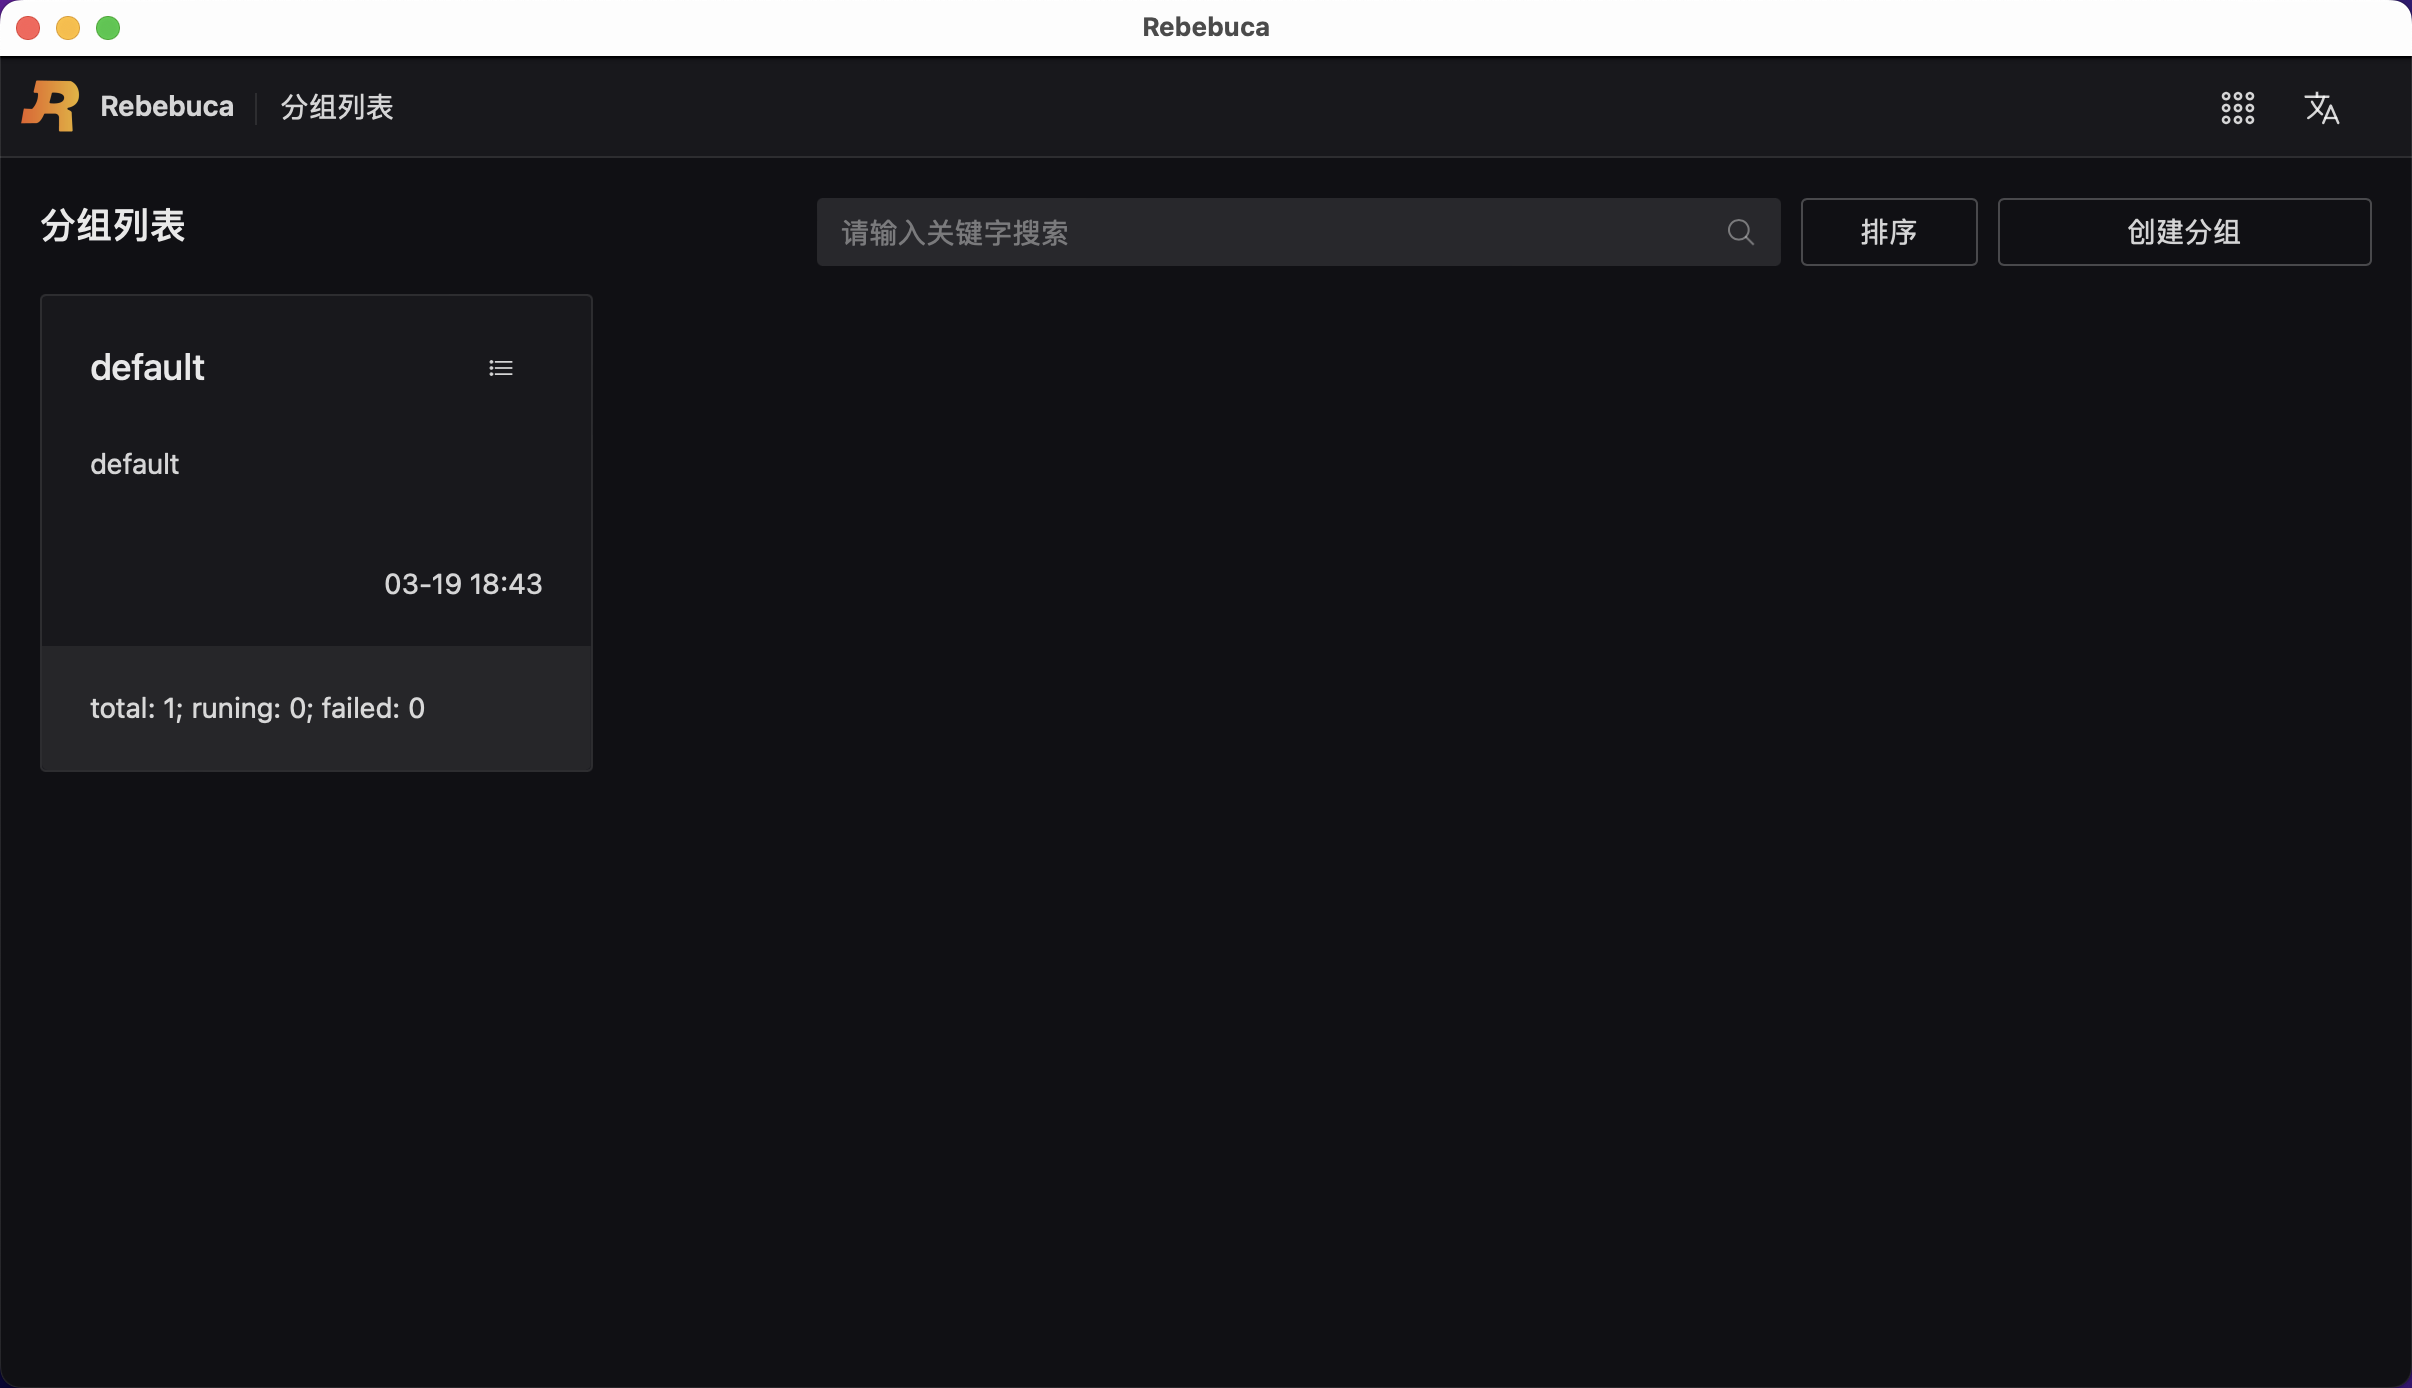 Rebebuca
Rebebuca
分组列表
分组列表
请输入关键字搜索
排序
创建分组
default
default
03-19 18:43
total: 1; runing: 0; failed: 0